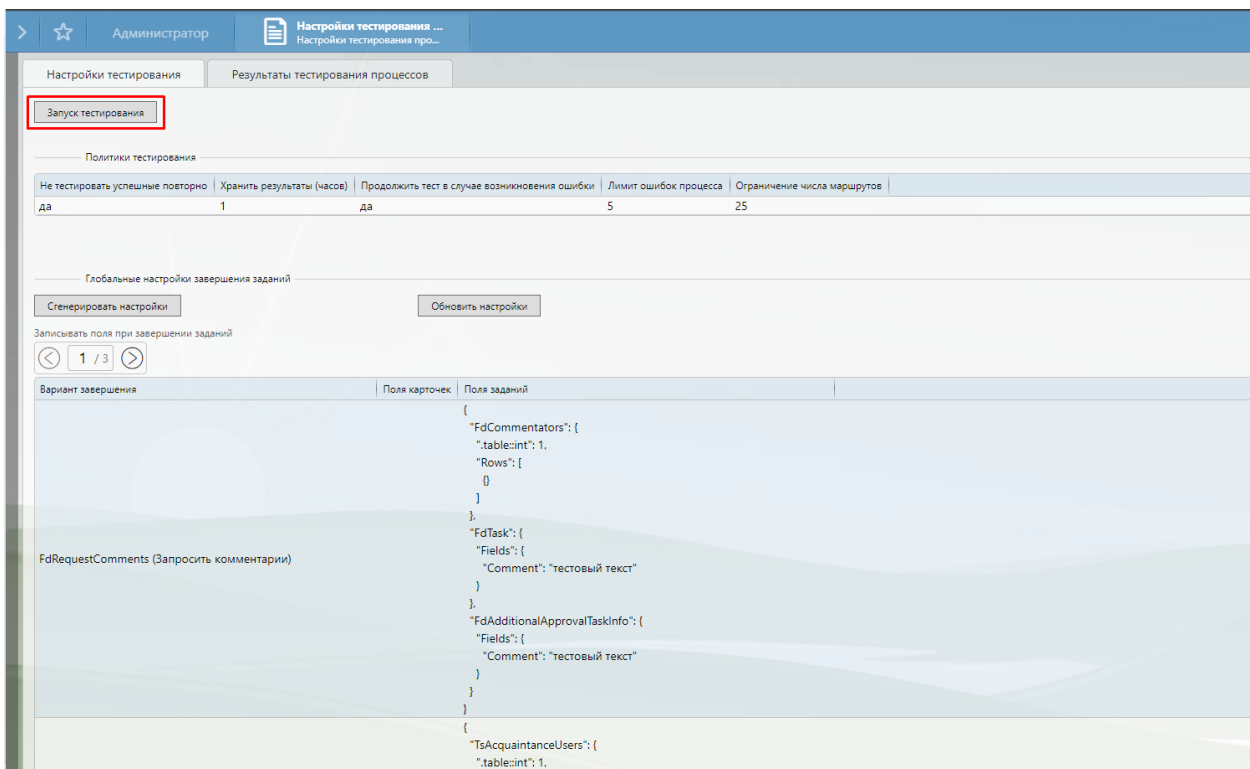 Администратор
Настройки тестирования ...
Настройки тестирования про...
Настройки тестирования
Результаты тестирования процессов
Запуск тестирования
Политики тестирования
Не тестировать успешные повторно Хранить результаты (часов) Продолжить тест в случае возникновения ошибки Лимит ошибок процесса Ограничение числа маршрутов
да 1 да 5 25
Глобальные настройки завершения заданий
Сгенерировать настройки Обновить настройки
Записывать поля при завершении заданий
1 / 3
Вариант завершения Поля карточек Поля заданий
{
"FdCommentators": {
".table::int": 1,
"Rows": [
{}
]
},
"FdTask": {
"Fields": {
"Comment": "тестовый текст"
}
},
"FdAdditionalApprovalTaskInfo": {
"Fields": {
"Comment": "тестовый текст"
}
}
}
FdRequestComments (Запросить комментарии)
{
"TsAcquaintanceUsers": {
".table::int": 1,